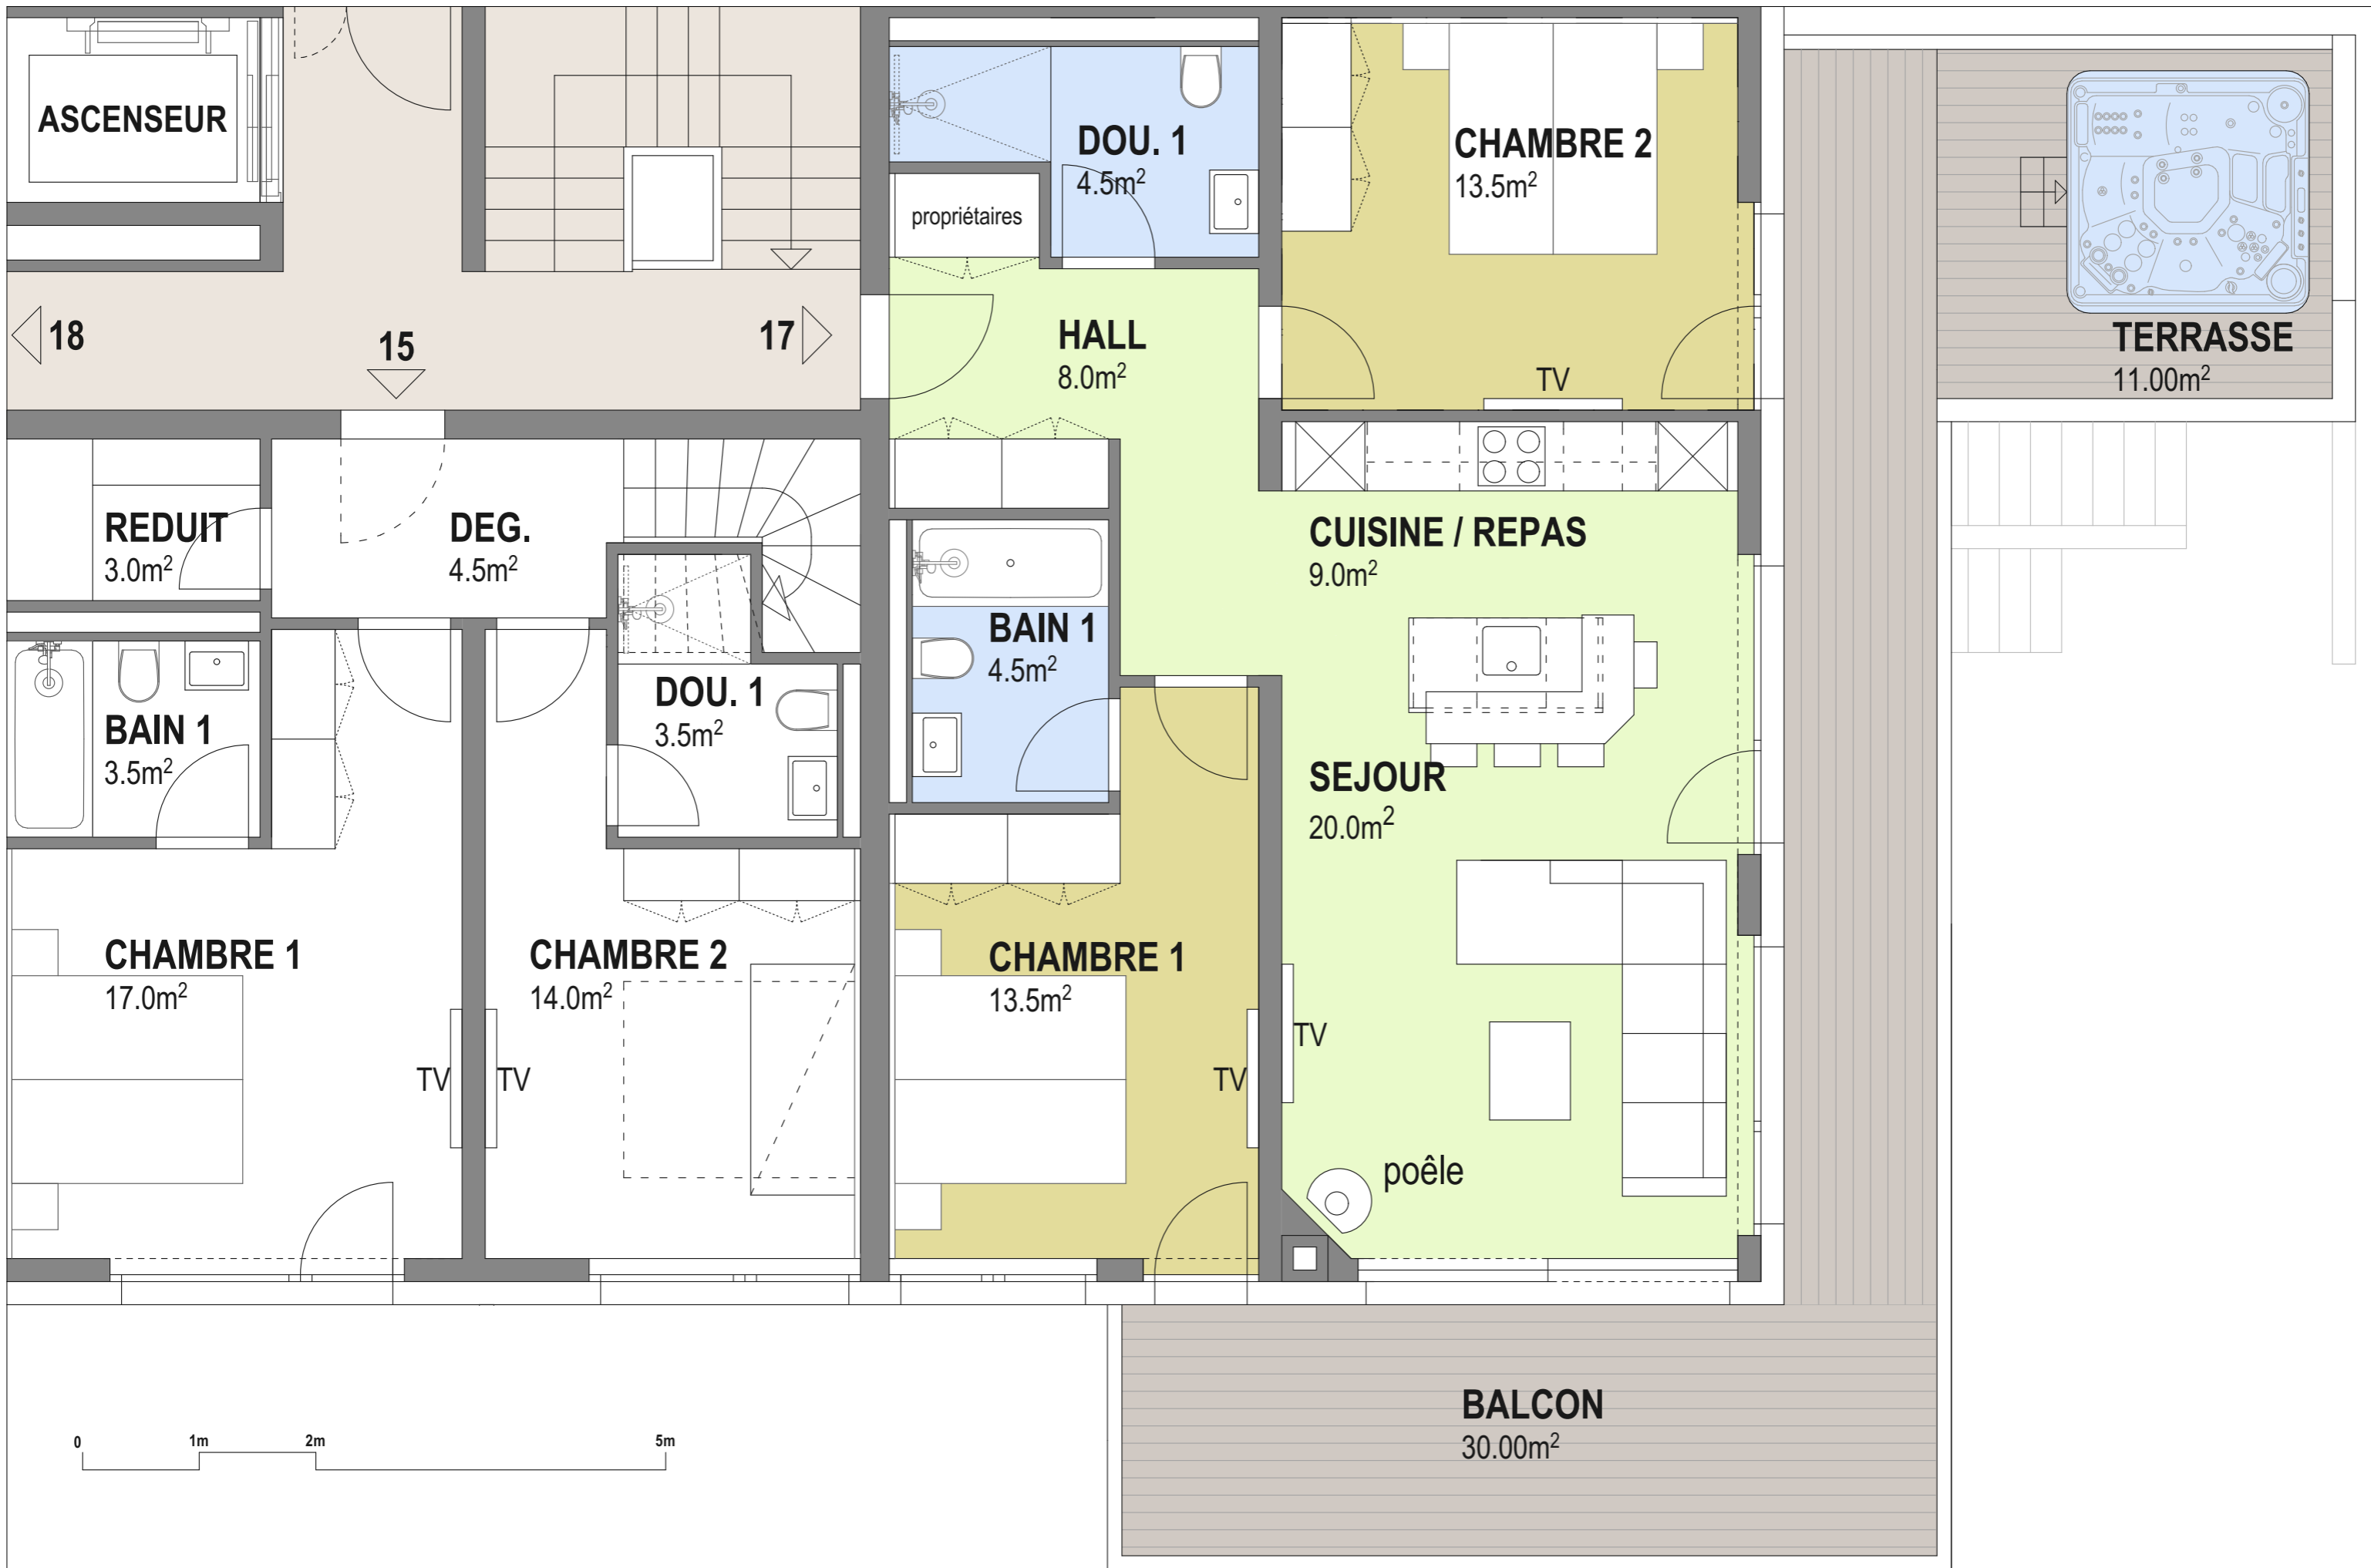 ASCENSEUR
DOU. 1
4.5m²
CHAMBRE 2
13.5m²
propriétaires
18
15
17
HALL
8.0m²
TV
TERRASSE
11.00m²
REDUIT
3.0m²
DEG.
4.5m²
CUISINE / REPAS
9.0m²
BAIN 1
4.5m²
BAIN 1
3.5m²
DOU. 1
3.5m²
SEJOUR
20.0m²
CHAMBRE 1
17.0m²
CHAMBRE 2
14.0m²
CHAMBRE 1
13.5m²
TV
TV
TV
TV
poêle
BALCON
30.00m²
0 1m 2m 5m